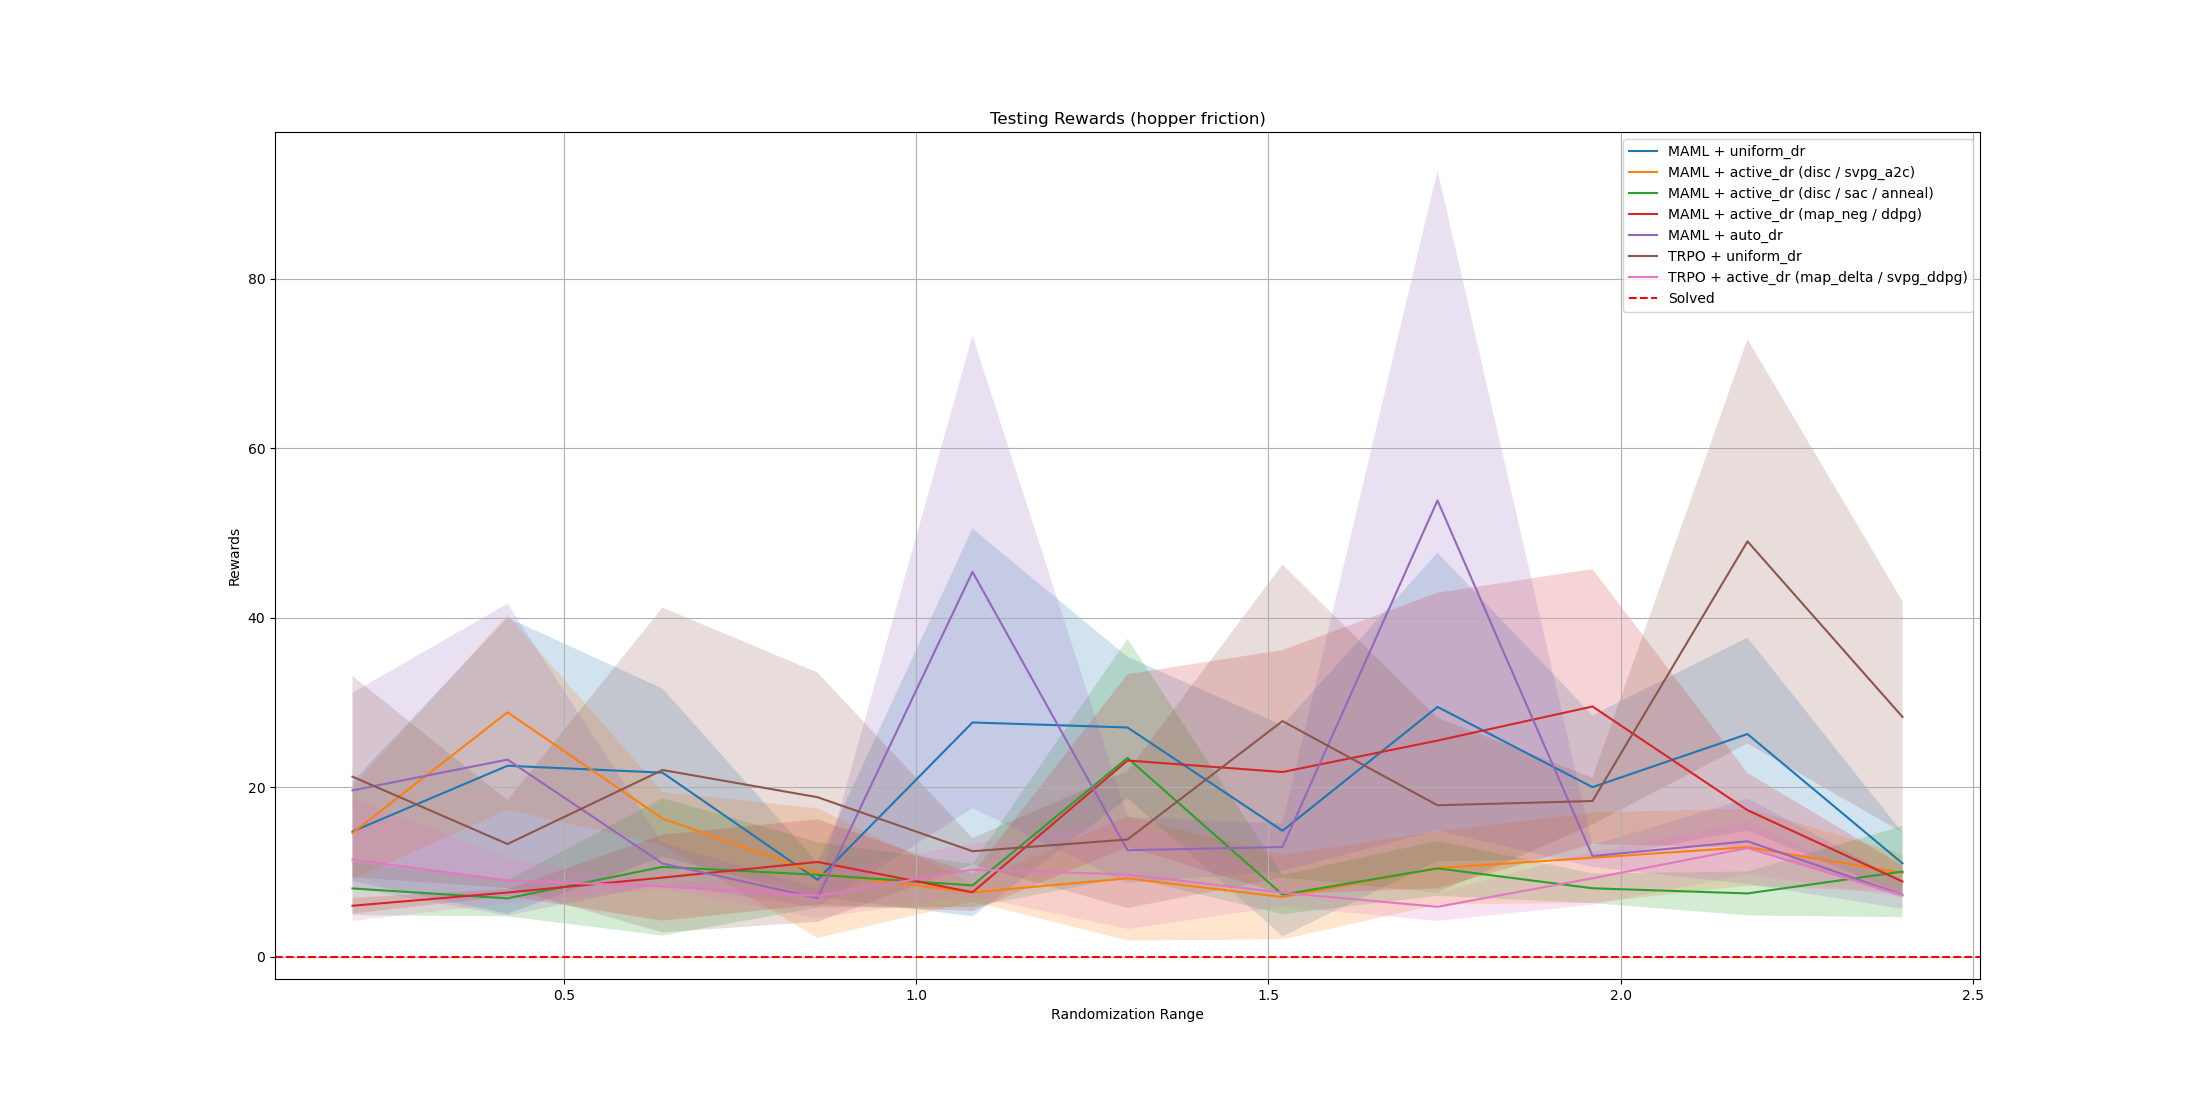 Testing Rewards (hopper friction)
MAML + uniform_dr
MAML + active_dr (disc / svpg_a2c)
MAML + active_dr (disc / sac / anneal)
MAML + active_dr (map_neg / ddpg)
MAML + auto_dr
TRPO + uniform_dr
TRPO + active_dr (map_delta / svpg_ddpg)
Solved
80
60
40
20
0
Rewards
0.5 1.0 1.5 2.0 2.5
Randomization Range